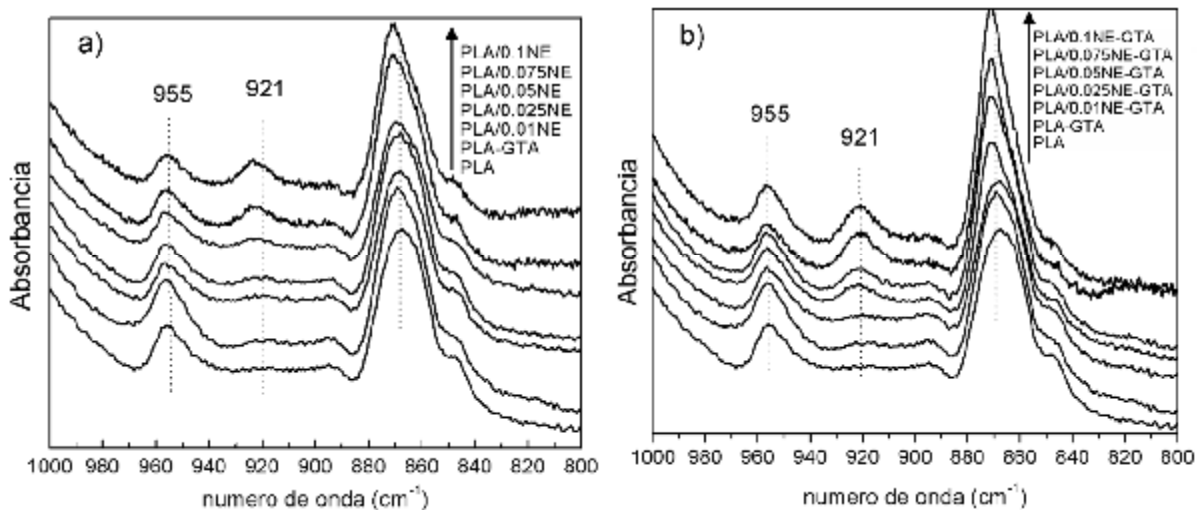 a)
PLA/0.1NE
PLA/0.075NE
PLA/0.05NE
PLA/0.025NE
PLA/0.01NE
PLA-GTA
PLA
955
921
Absorbancia
1000 980 960 940 920 900 880 860 840 820 800
numero de onda (cm⁻¹)
b)
PLA/0.1NE-GTA
PLA/0.075NE-GTA
PLA/0.05NE-GTA
PLA/0.025NE-GTA
PLA/0.01NE-GTA
PLA-GTA
PLA
955
921
Absorbancia
1000 980 960 940 920 900 880 860 840 820 800
numero de onda (cm⁻¹)